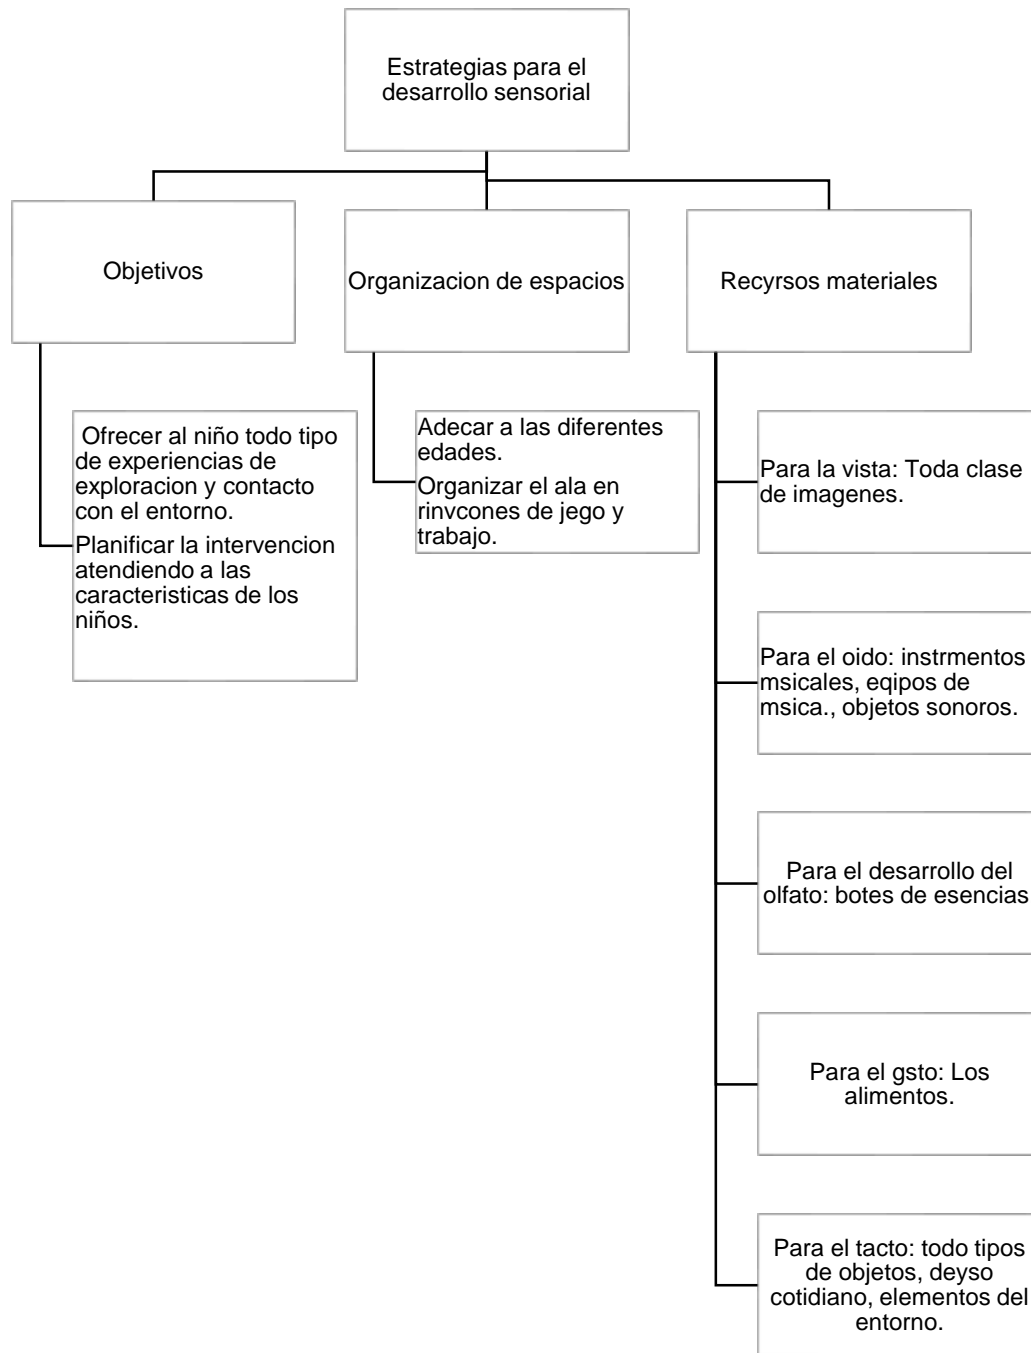 Estrategias para el
desarrollo sensorial
Objetivos
Organizacion de espacios
Recyrsos materiales
Ofrecer al niño todo tipo
de experiencias de
exploracion y contacto
con el entorno.
Planificar la intervencion
atendiendo a las
caracteristicas de los
niños.
Adecar a las diferentes
edades.
Organizar el ala en
rinvcones de jego y
trabajo.
Para la vista: Toda clase
de imagenes.
Para el oido: instrmentos
msicales, eqipos de
msica., objetos sonoros.
Para el desarrollo del
olfato: botes de esencias
Para el gsto: Los
alimentos.
Para el tacto: todo tipos
de objetos, deyso
cotidiano, elementos del
entorno.